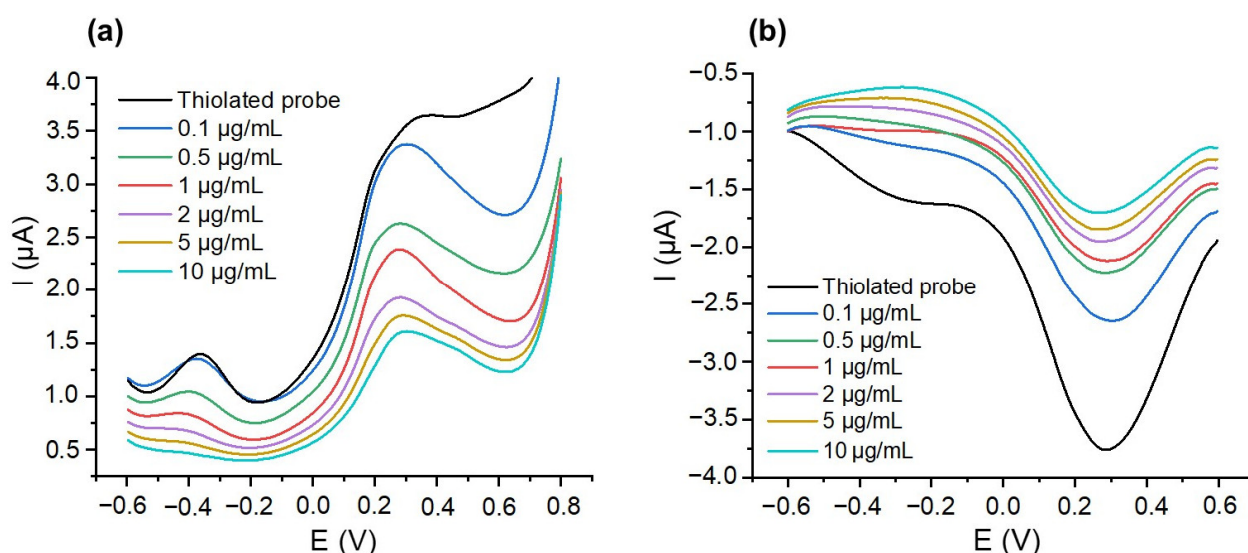 (a)
I (µA)
4.0
3.5
3.0
2.5
2.0
1.5
1.0
0.5
Thiolated probe
0.1 µg/mL
0.5 µg/mL
1 µg/mL
2 µg/mL
5 µg/mL
10 µg/mL
−0.6 −0.4 −0.2 0.0 0.2 0.4 0.6 0.8
E (V)
(b)
I (µA)
−0.5
−1.0
−1.5
−2.0
−2.5
−3.0
−3.5
−4.0
Thiolated probe
0.1 µg/mL
0.5 µg/mL
1 µg/mL
2 µg/mL
5 µg/mL
10 µg/mL
−0.6 −0.4 −0.2 0.0 0.2 0.4 0.6
E (V)